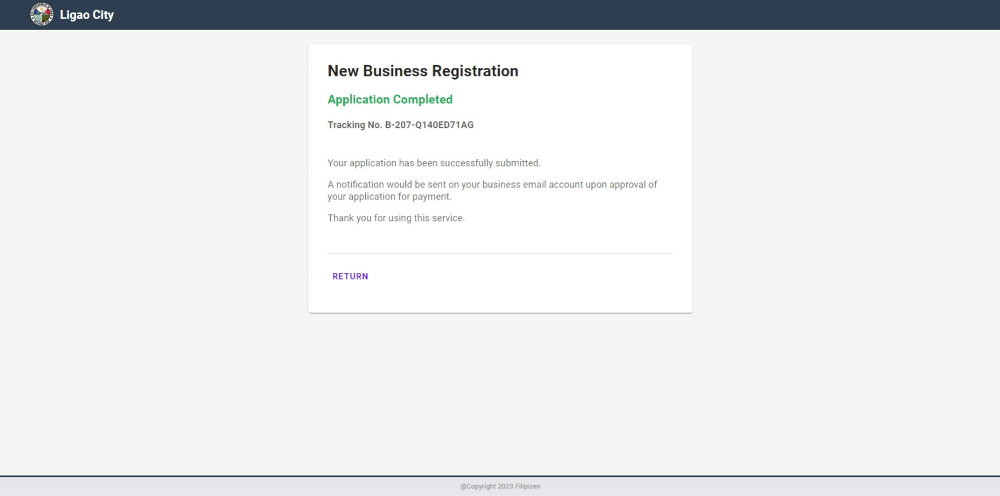 Ligao City
New Business Registration
Application Completed
Tracking No. B-207-Q140ED71AG
Your application has been successfully submitted.
A notification would be sent on your business email account upon approval of
your application for payment.
Thank you for using this service.
RETURN
@Copyright 2023 Filipizen